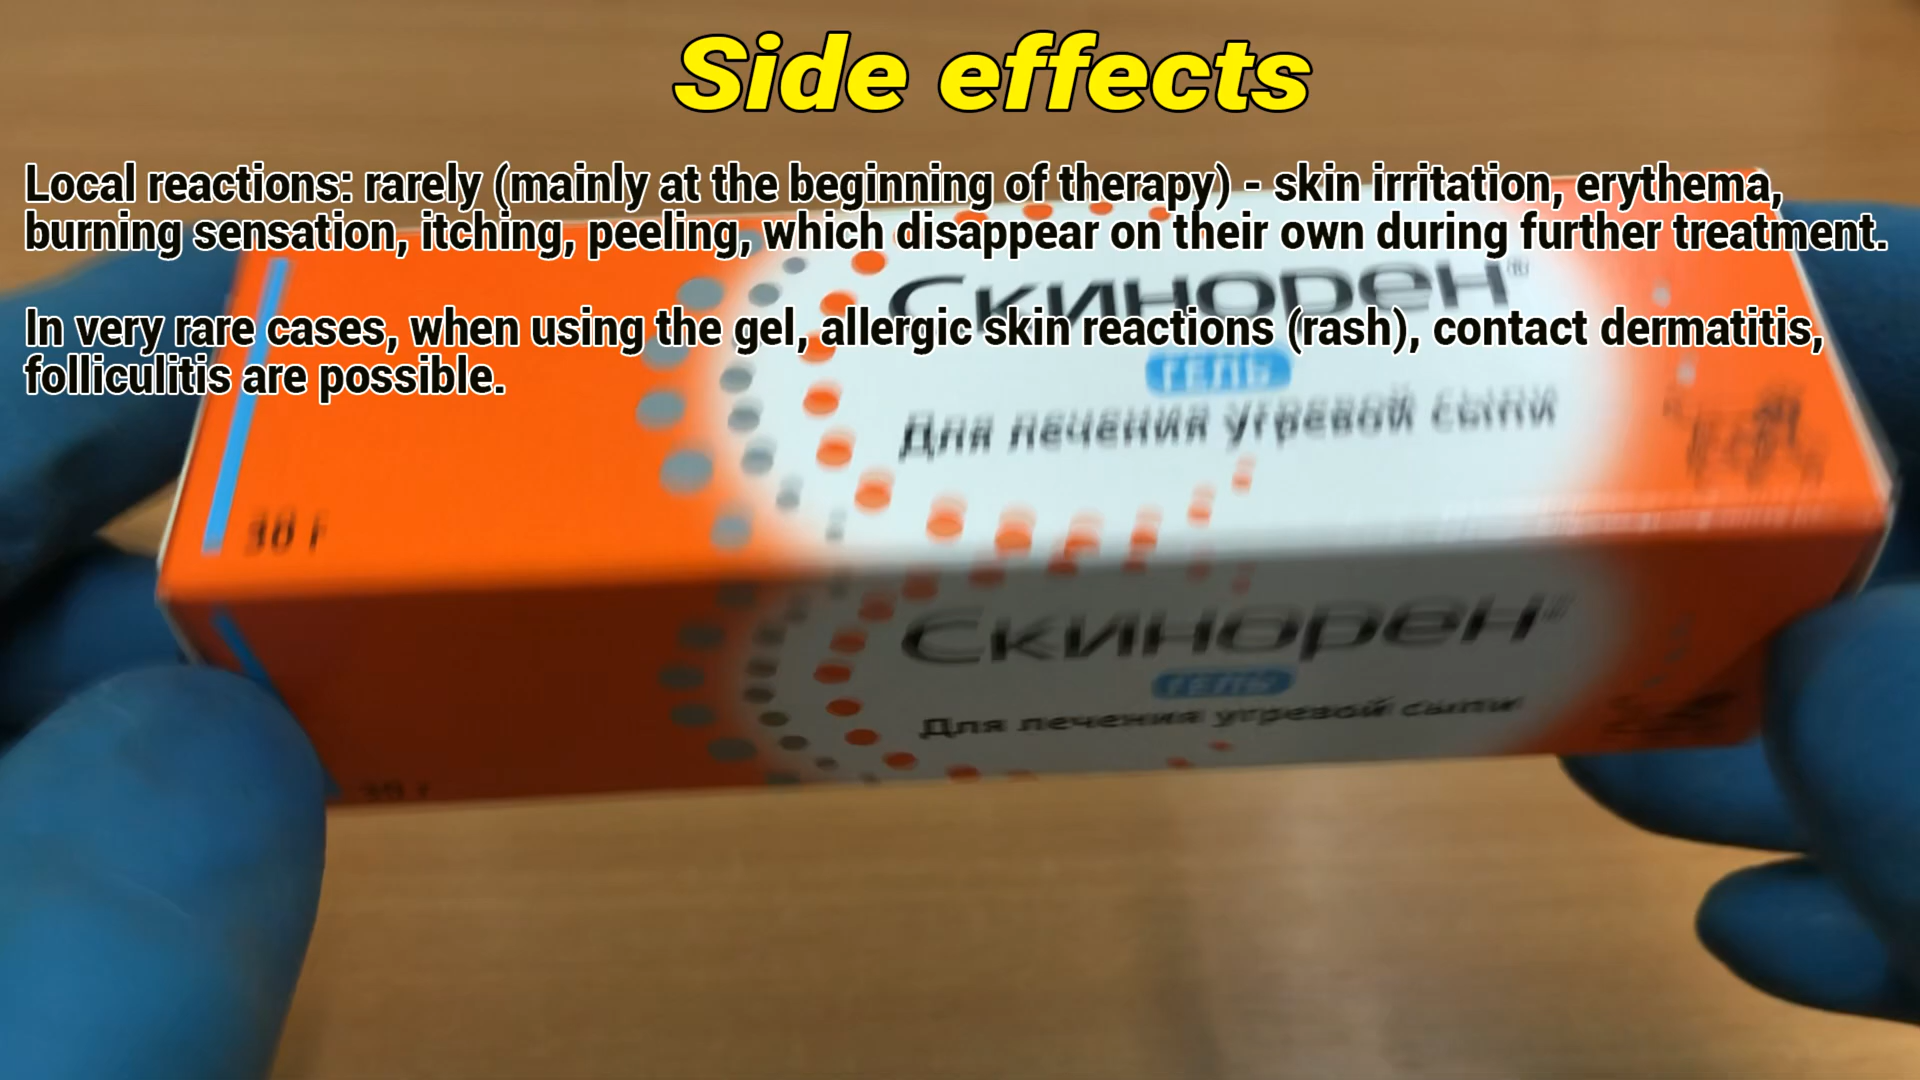 Side effects
Local reactions: rarely (mainly at the beginning of therapy) - skin irritation, erythema,
burning sensation, itching, peeling, which disappear on their own during further treatment.
In very rare cases, when using the gel, allergic skin reactions (rash), contact dermatitis,
folliculitis are possible.
Скинорен®
ГЕЛЬ
Для лечения угревой сыпи
30 г
Скинорен®
ГЕЛЬ
Для лечения угревой сыпи
30 г